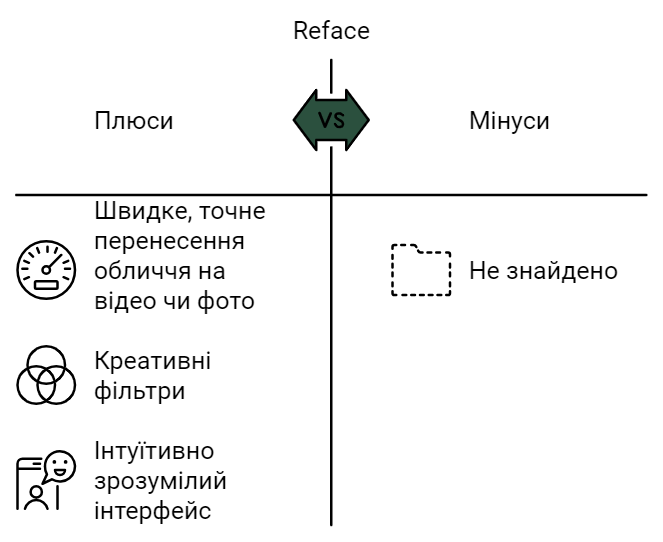 Reface
Плюси
VS
Мінуси
Швидке, точне
перенесення
обличчя на
відео чи фото
Не знайдено
Креативні
фільтри
Інтуїтивно
зрозумілий
інтерфейс